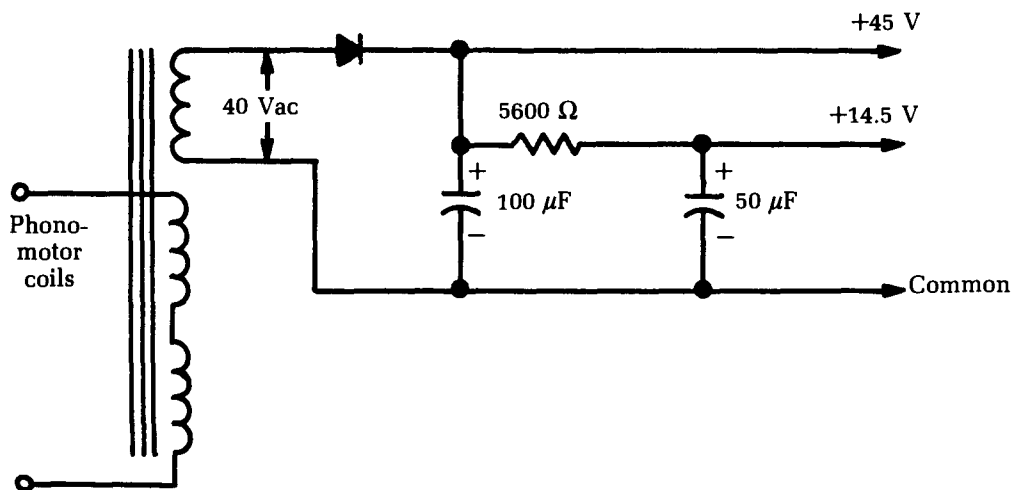 +45 V
40 Vac
5600 Ω
+14.5 V
+
100 μF
−
+
50 μF
−
Phono-
motor
coils
Common